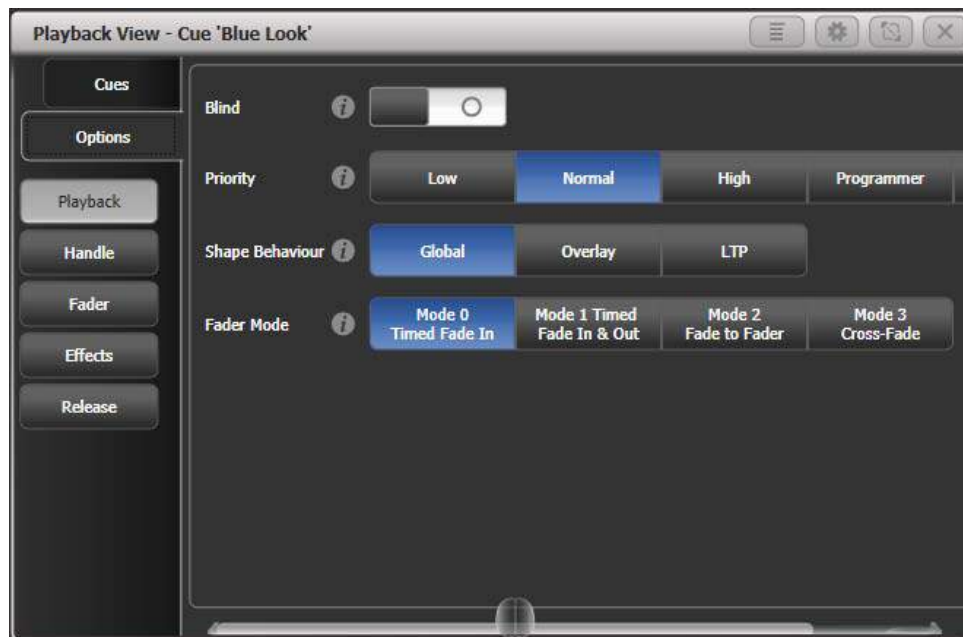 Playback View - Cue 'Blue Look'
Cues
Options
Playback
Handle
Fader
Effects
Release
Blind
Priority
Low
Normal
High
Programmer
Shape Behaviour
Global
Overlay
LTP
Fader Mode
Mode 0
Timed Fade In
Mode 1 Timed
Fade In & Out
Mode 2
Fade to Fader
Mode 3
Cross-Fade